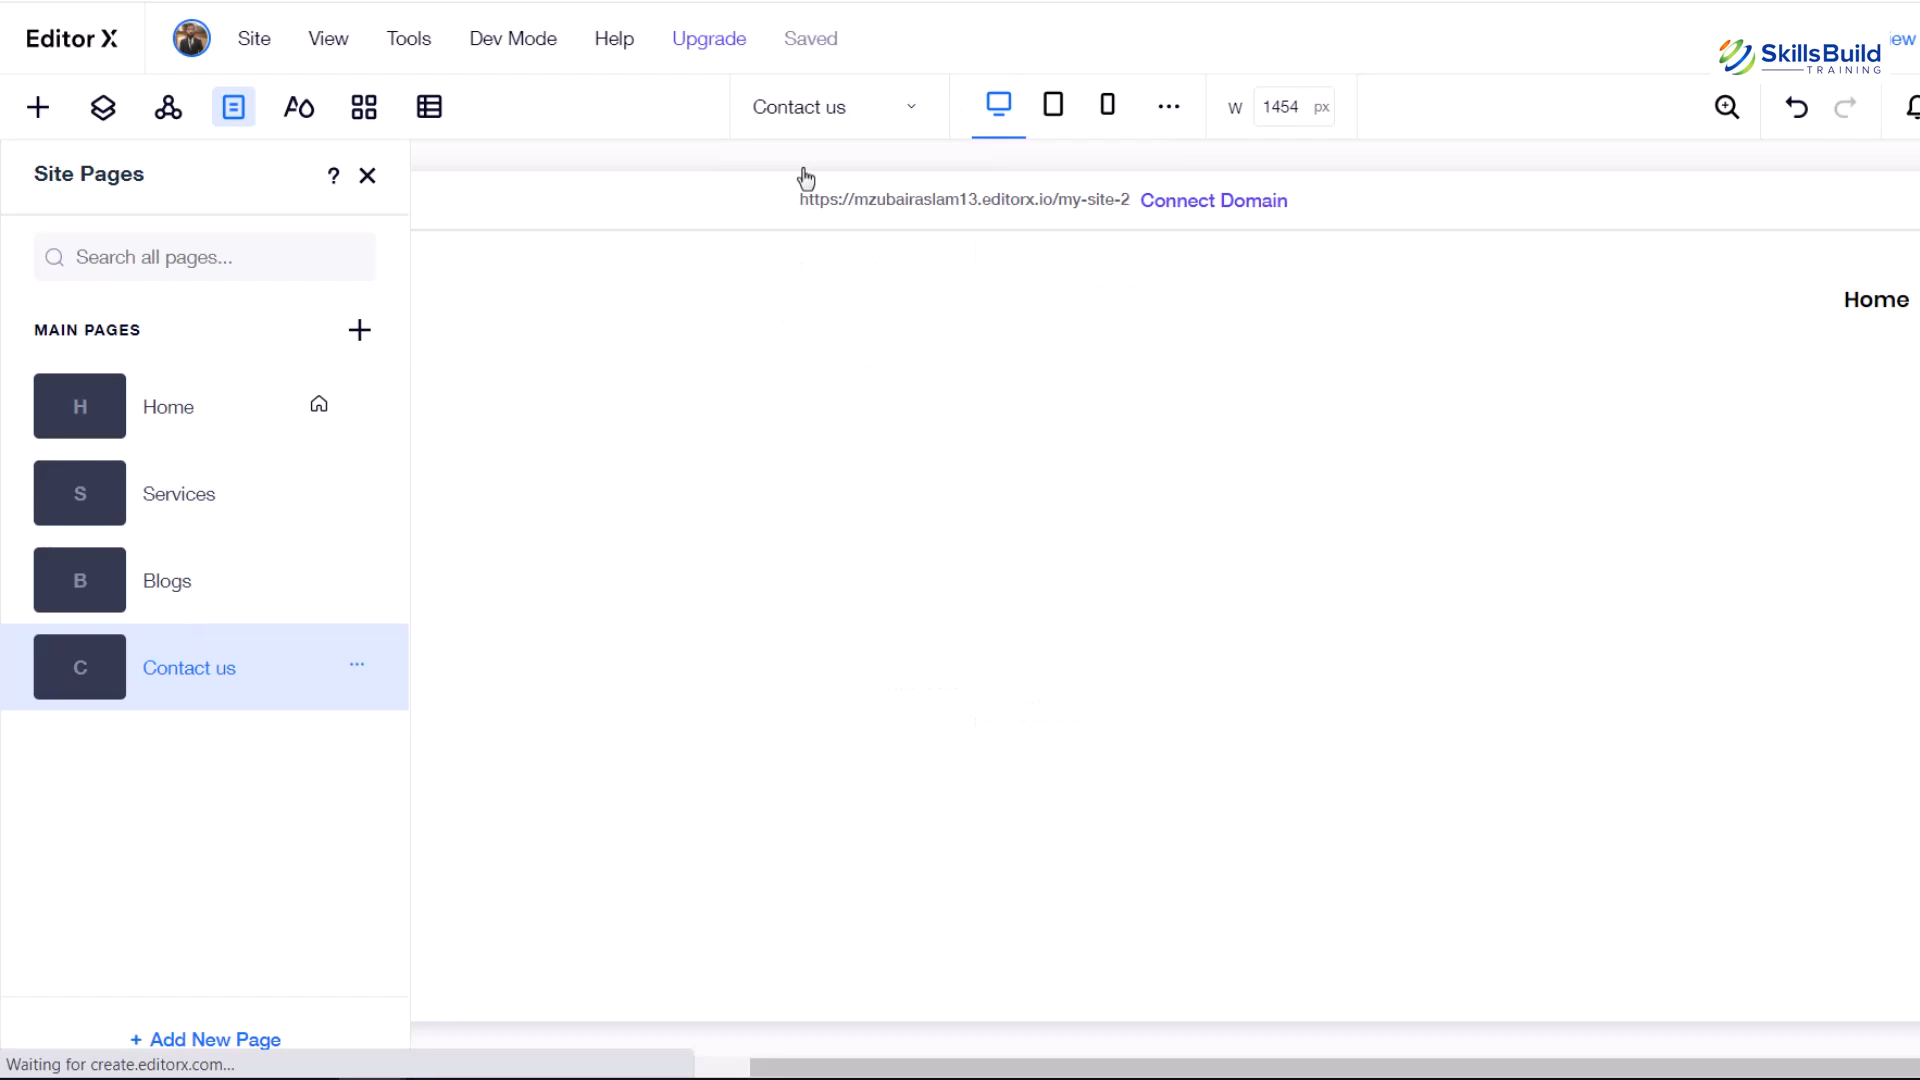 Editor X
Site
View
Tools
Dev Mode
Help
Upgrade
Saved
SkillsBuild
TRAINING
iew
Contact us
W
1454 px
Site Pages
?
https://mzubairaslam13.editorx.io/my-site-2 Connect Domain
Search all pages...
Home
MAIN PAGES
H
Home
S
Services
B
Blogs
C
Contact us
+ Add New Page
Waiting for create.editorx.com...